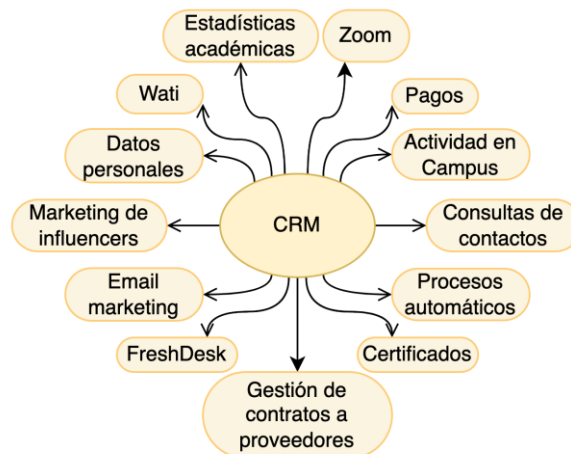 Estadísticas
académicas
Zoom
Wati
Pagos
Datos
personales
Actividad en
Campus
Marketing de
influencers
CRM
Consultas de
contactos
Email
marketing
Procesos
automáticos
FreshDesk
Certificados
Gestión de
contratos a
proveedores